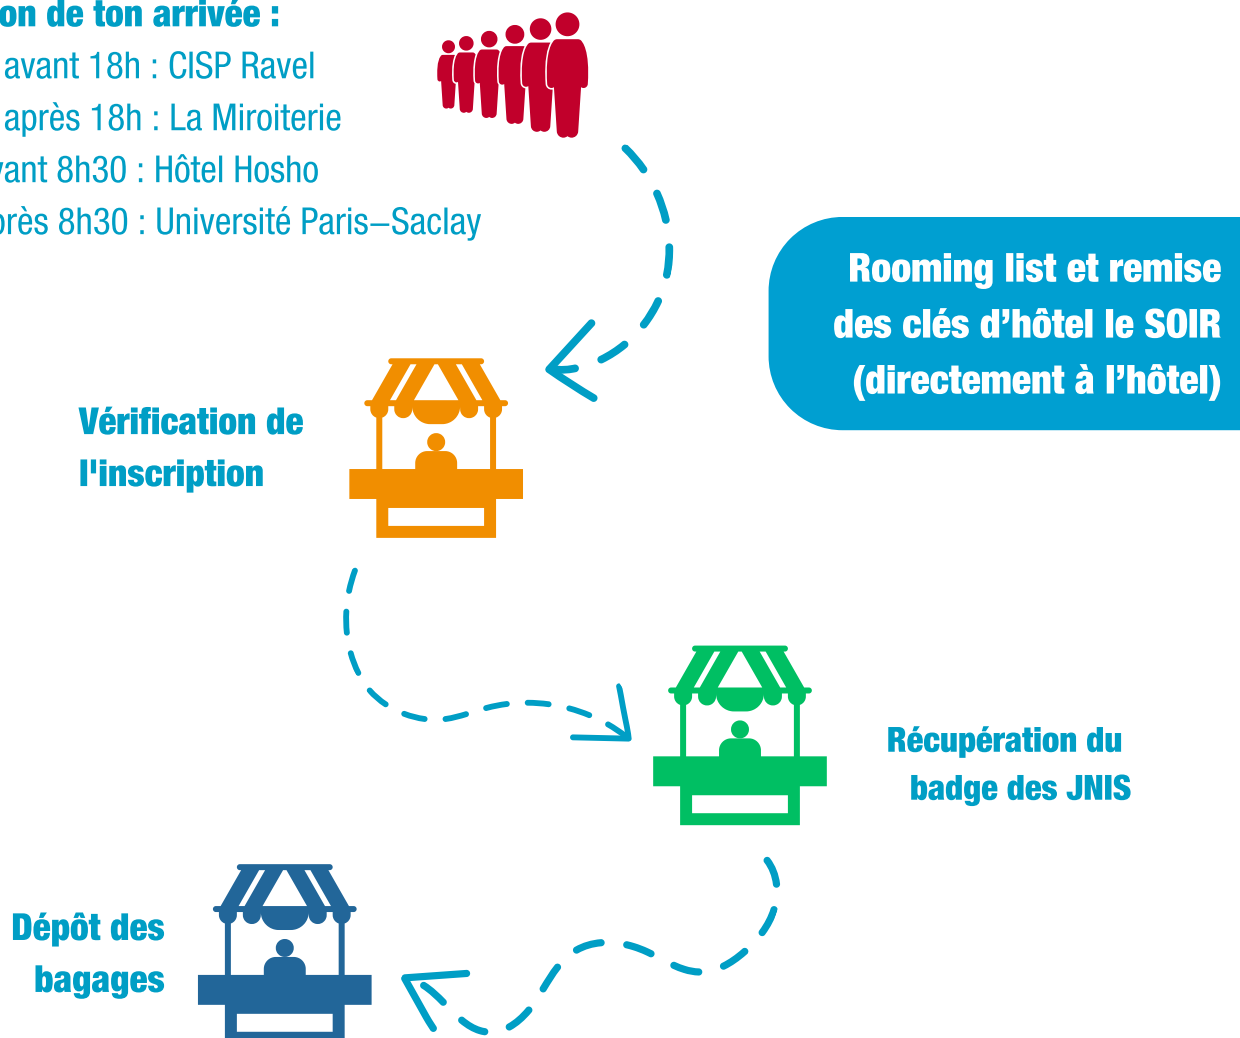 on de ton arrivée :
avant 18h : CISP Ravel
après 18h : La Miroiterie
vant 8h30 : Hôtel Hosho
près 8h30 : Université Paris–Saclay
Rooming list et remise
des clés d’hôtel le SOIR
(directement à l’hôtel)
Vérification de
l'inscription
Récupération du
badge des JNIS
Dépôt des
bagages